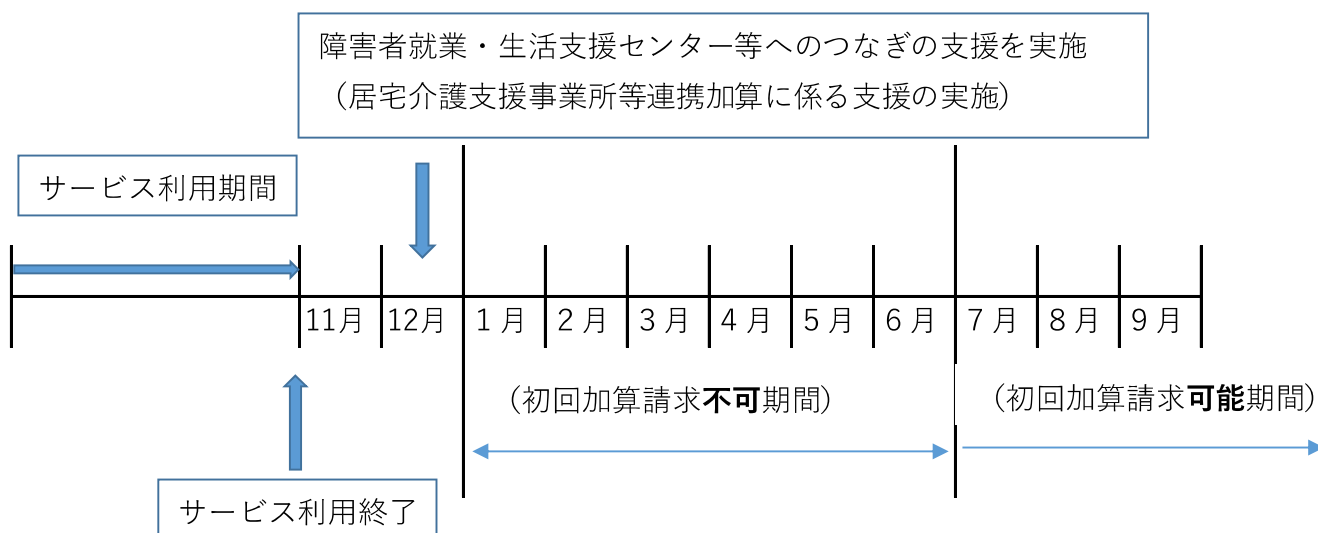 障害者就業・生活支援センター等へのつなぎの支援を実施
（居宅介護支援事業所等連携加算に係る支援の実施）
サービス利用期間
11月 12月 1月 2月 3月 4月 5月 6月 7月 8月 9月
（初回加算請求不可期間） （初回加算請求可能期間）
サービス利用終了